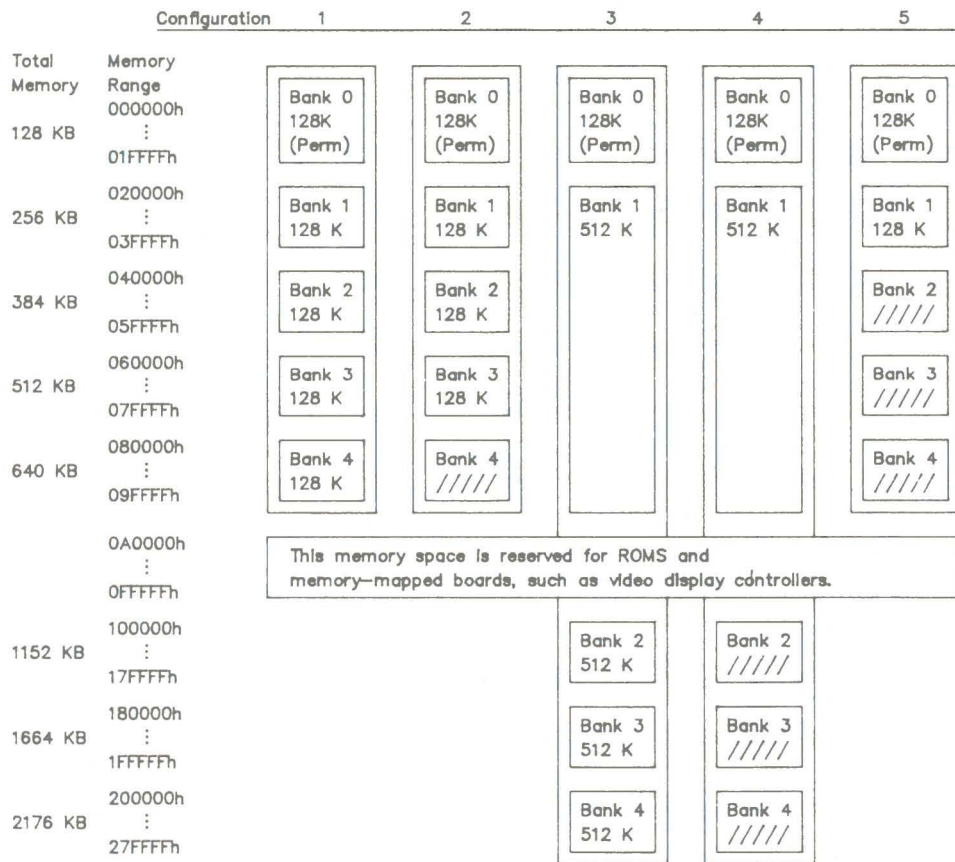 Configuration 1 2 3 4 5
Total Memory
Memory Range
000000h
Bank 0 Bank 0 Bank 0 Bank 0 Bank 0
128 KB ⋮ 128K 128K 128K 128K 128K
(Perm) (Perm) (Perm) (Perm) (Perm)
01FFFFh
020000h
Bank 1 Bank 1 Bank 1 Bank 1 Bank 1
256 KB ⋮ 128 K 128 K 512 K 512 K 128 K
03FFFFh
040000h
Bank 2 Bank 2 Bank 2
384 KB ⋮ 128 K 128 K /////
05FFFFh
060000h
Bank 3 Bank 3 Bank 3
512 KB ⋮ 128 K 128 K /////
07FFFFh
080000h
Bank 4 Bank 4 Bank 4
640 KB ⋮ 128 K ///// /////
09FFFFh
0A0000h
⋮
0FFFFFh
This memory space is reserved for ROMS and
memory-mapped boards, such as video display controllers.
100000h
Bank 2 Bank 2
1152 KB ⋮ 512 K /////
17FFFFh
180000h
Bank 3 Bank 3
1664 KB ⋮ 512 K /////
1FFFFFh
200000h
Bank 4 Bank 4
2176 KB ⋮ 512 K /////
27FFFFh